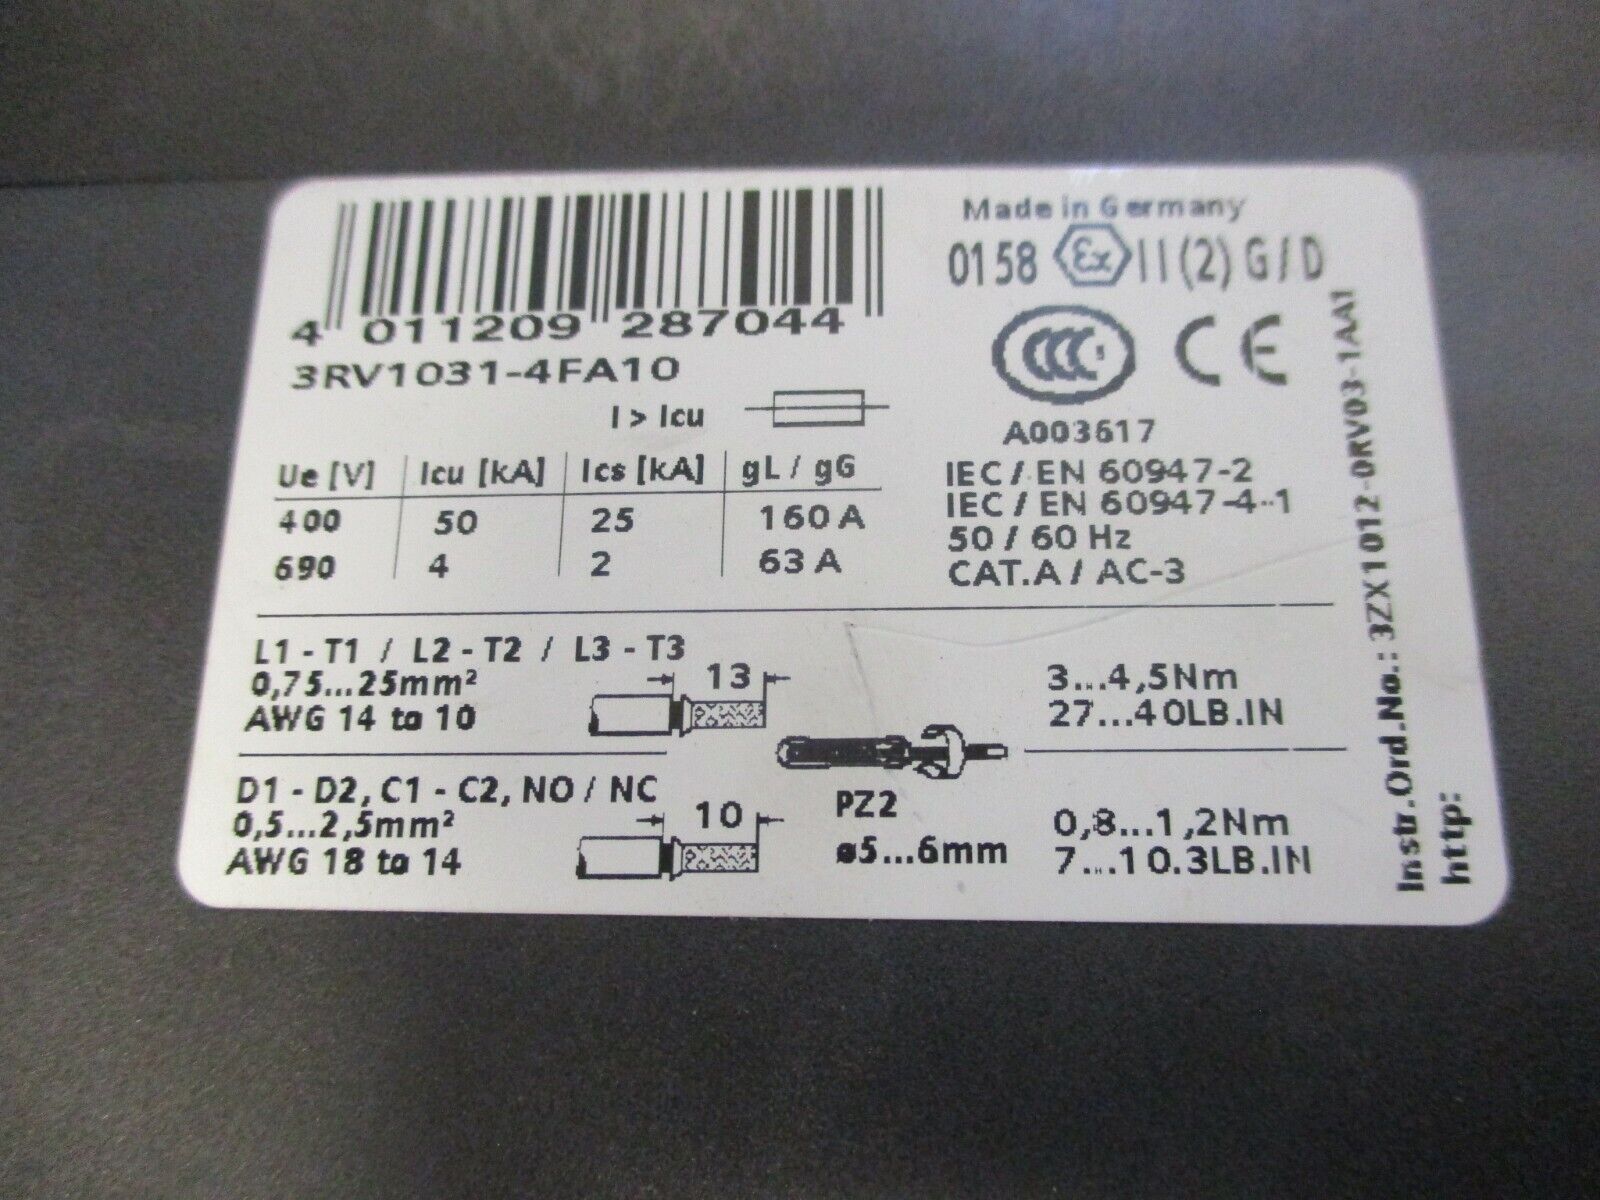 4 011209 287044
3RV1031-4FA10
I > Icu
Ue [V] Icu [kA] Ics [kA] gL / gG
400 50 25 160 A
690 4 2 63 A
Made in Germany
0158 Ex II (2) G / D
CCC S CE
A003617
IEC / EN 60947-2
IEC / EN 60947-4-1
50 / 60 Hz
CAT.A / AC-3
L1 - T1 / L2 - T2 / L3 - T3
0,75...25mm²
AWG 14 to 10
13
3...4,5Nm
27...40LB.IN
D1 - D2, C1 - C2, NO / NC
0,5...2,5mm²
AWG 18 to 14
10
PZ2
ø5...6mm
0,8...1,2Nm
7...10.3LB.IN
Instr.Ord.No.: 3ZX1012-0RV03-1AA1
http: